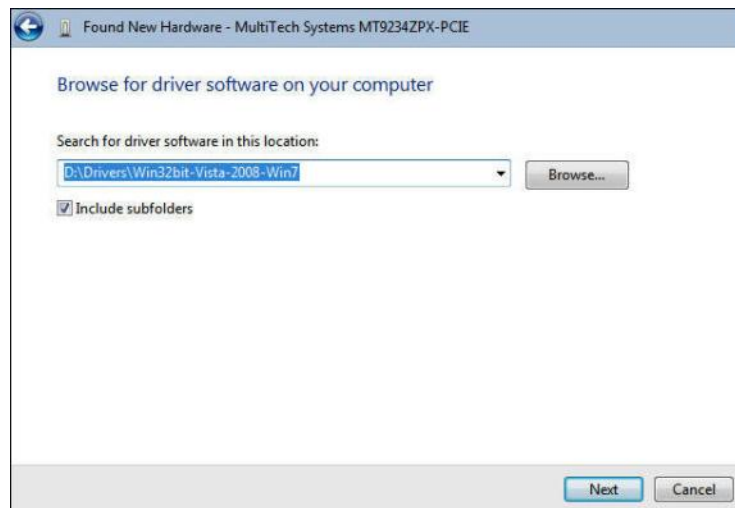 Found New Hardware - MultiTech Systems MT9234ZPX-PCIE
Browse for driver software on your computer
Search for driver software in this location:
D:\Drivers\Win32bit-Vista-2008-Win7
Browse...
Include subfolders
Next
Cancel